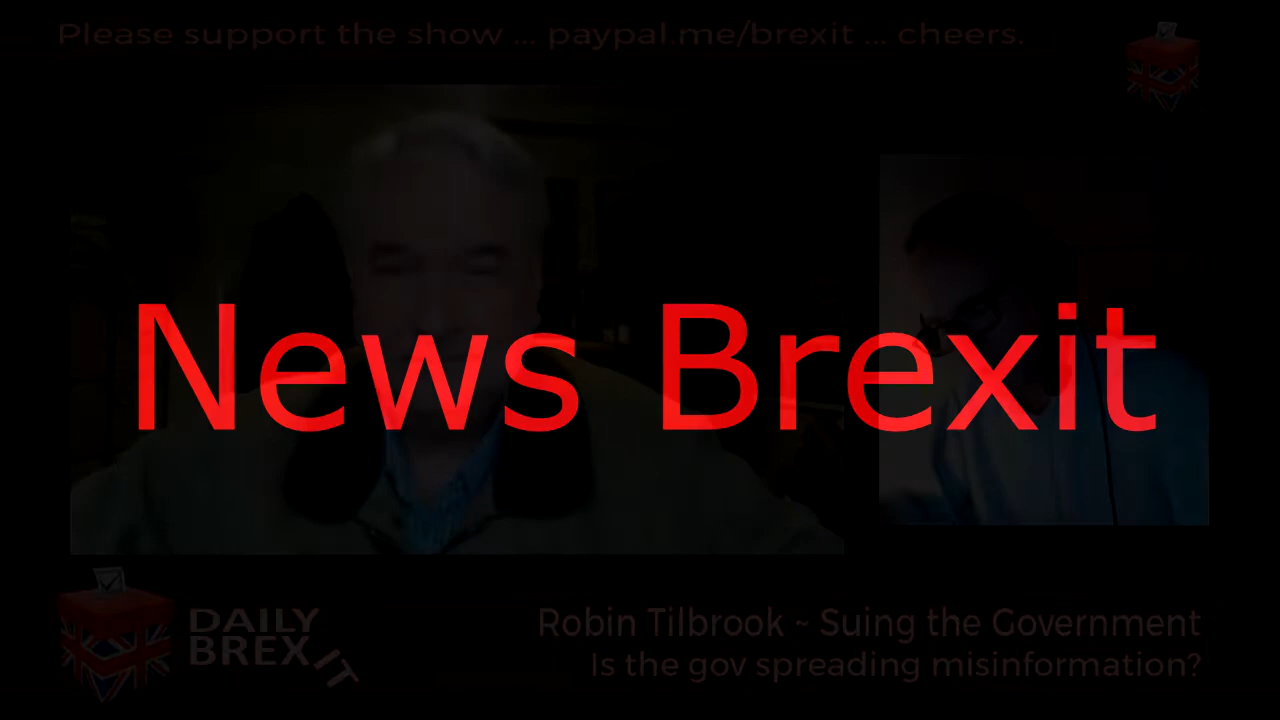 Please support the show ... paypal.me/brexit ... cheers.
News Brexit
DAILY
BREXIT
Robin Tilbrook ~ Suing the Government
Is the gov spreading misinformation?